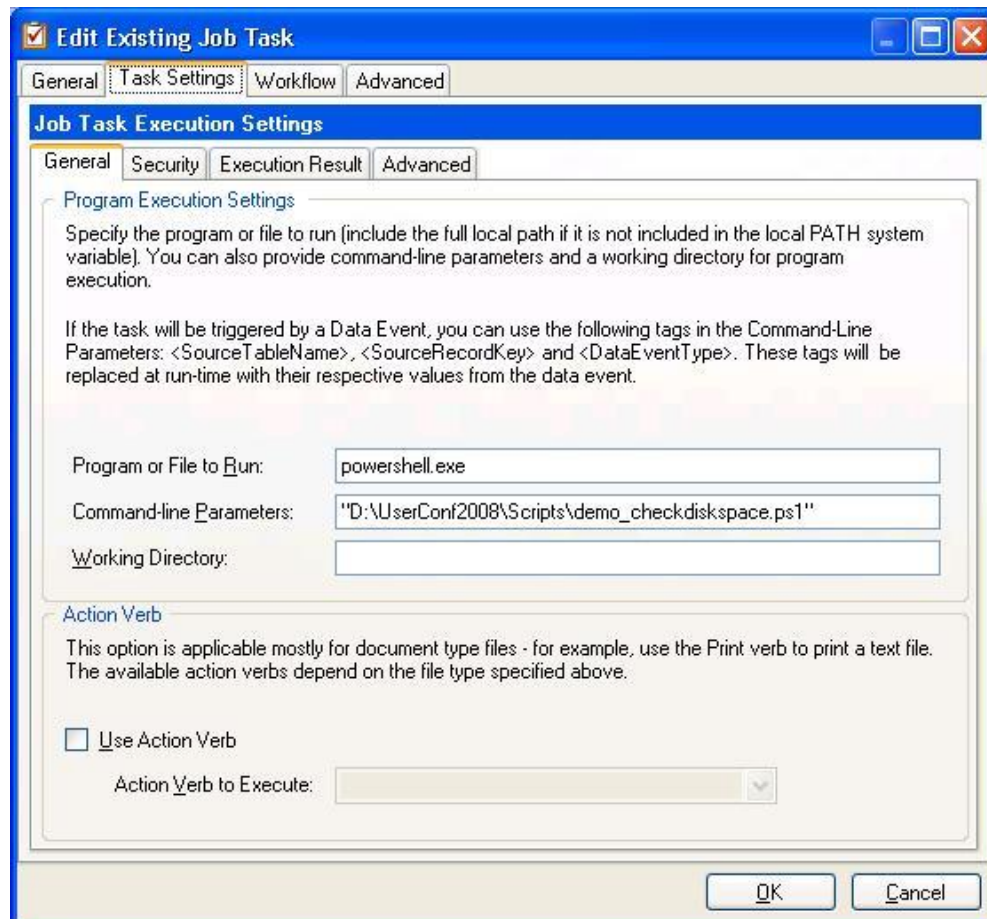 Edit Existing Job Task
General Task Settings Workflow Advanced
Job Task Execution Settings
General Security Execution Result Advanced
Program Execution Settings
Specify the program or file to run (include the full local path if it is not included in the local PATH system
variable). You can also provide command-line parameters and a working directory for program
execution.
If the task will be triggered by a Data Event, you can use the following tags in the Command-Line
Parameters: <SourceTableName>, <SourceRecordKey> and <DataEventType>. These tags will be
replaced at run-time with their respective values from the data event.
Program or File to Run: powershell.exe
Command-line Parameters: "D:\UserConf2008\Scripts\demo_checkdiskspace.ps1"
Working Directory:
Action Verb
This option is applicable mostly for document type files - for example, use the Print verb to print a text file.
The available action verbs depend on the file type specified above.
Use Action Verb
Action Verb to Execute:
OK Cancel